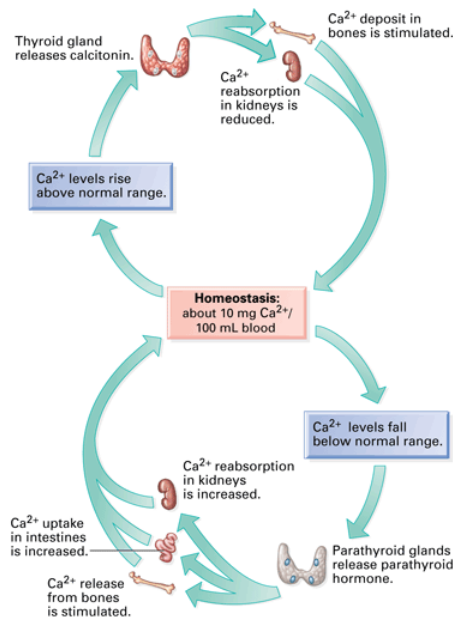 Ca2+ deposit in
bones is stimulated.
Thyroid gland
releases calcitonin.
Ca2+
reabsorption
in kidneys is
reduced.
Ca2+ levels rise
above normal range.
Homeostasis:
about 10 mg Ca2+/
100 mL blood
Ca2+ levels fall
below normal range.
Ca2+ reabsorption
in kidneys
is increased.
Ca2+ uptake
in intestines
is increased.
Parathyroid glands
release parathyroid
hormone.
Ca2+ release
from bones
is stimulated.